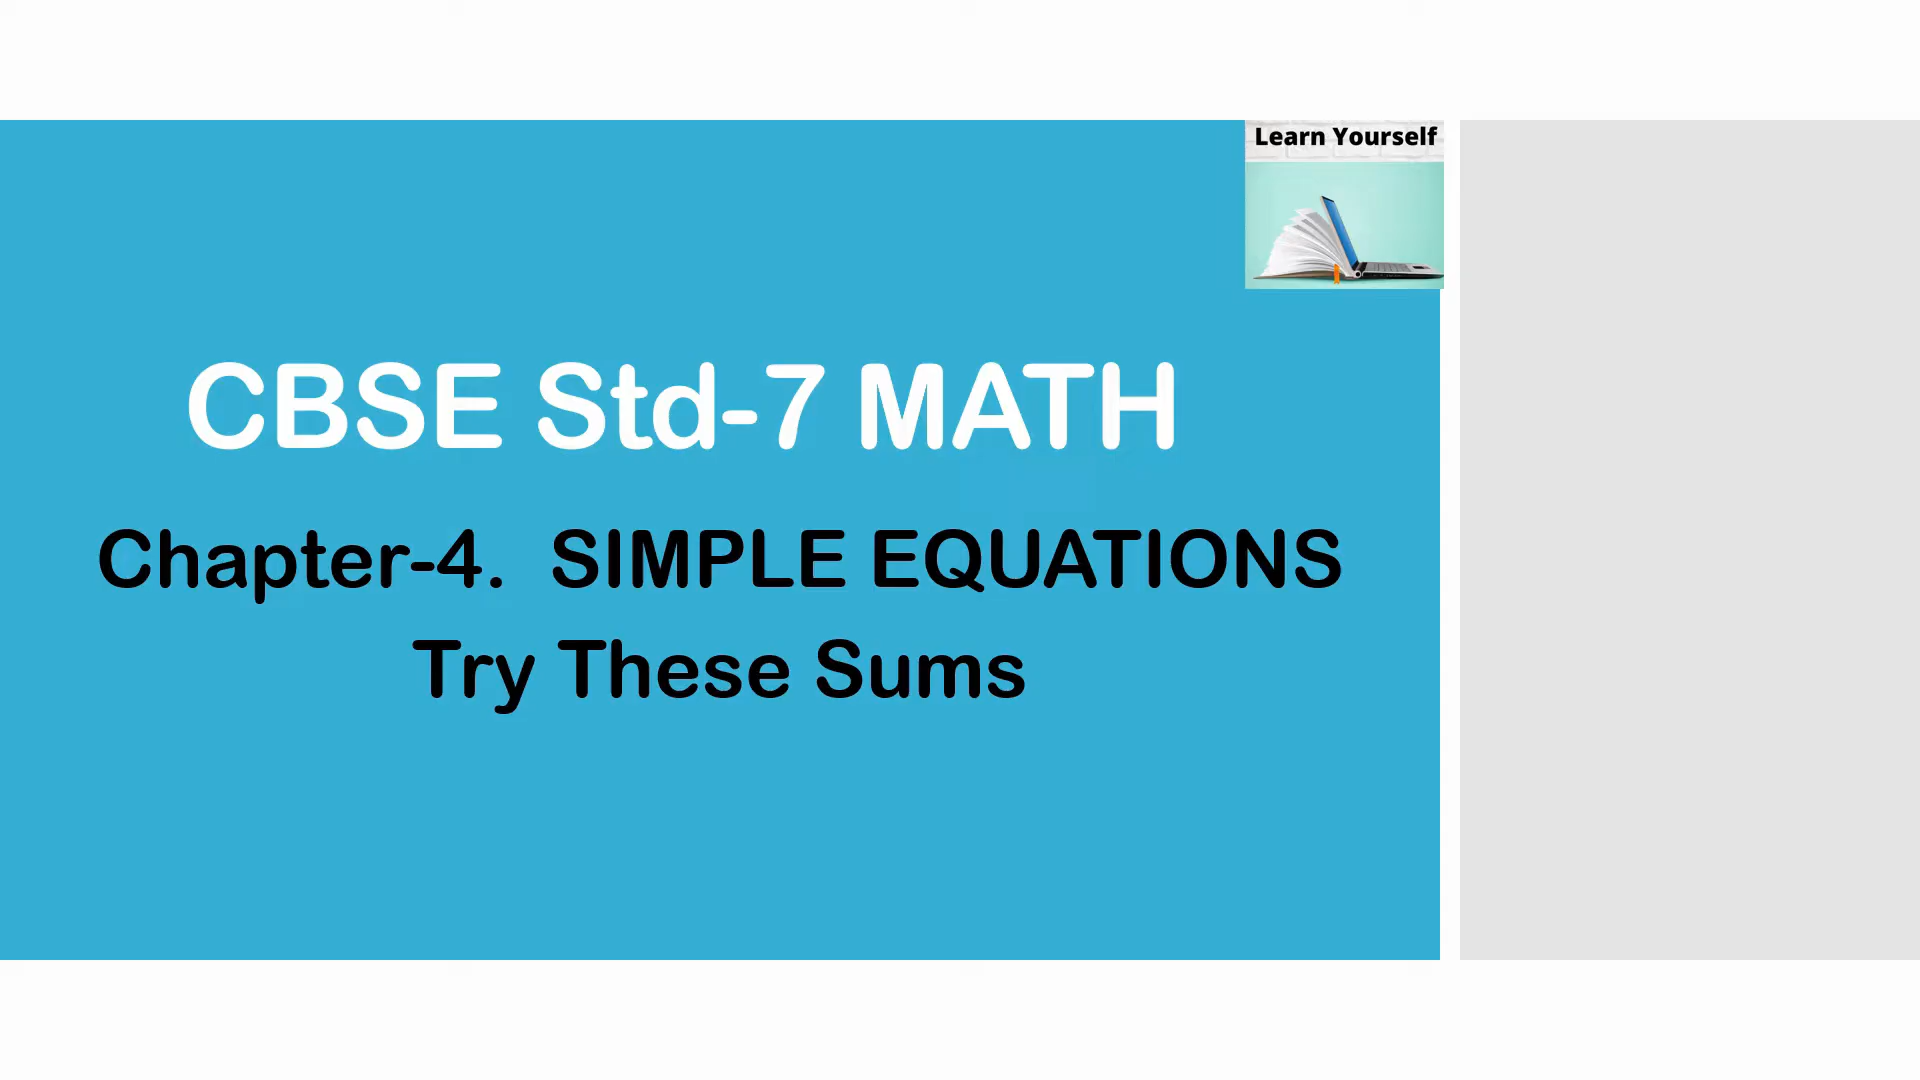 Learn Yourself
CBSE Std-7 MATH
Chapter-4. SIMPLE EQUATIONS
Try These Sums